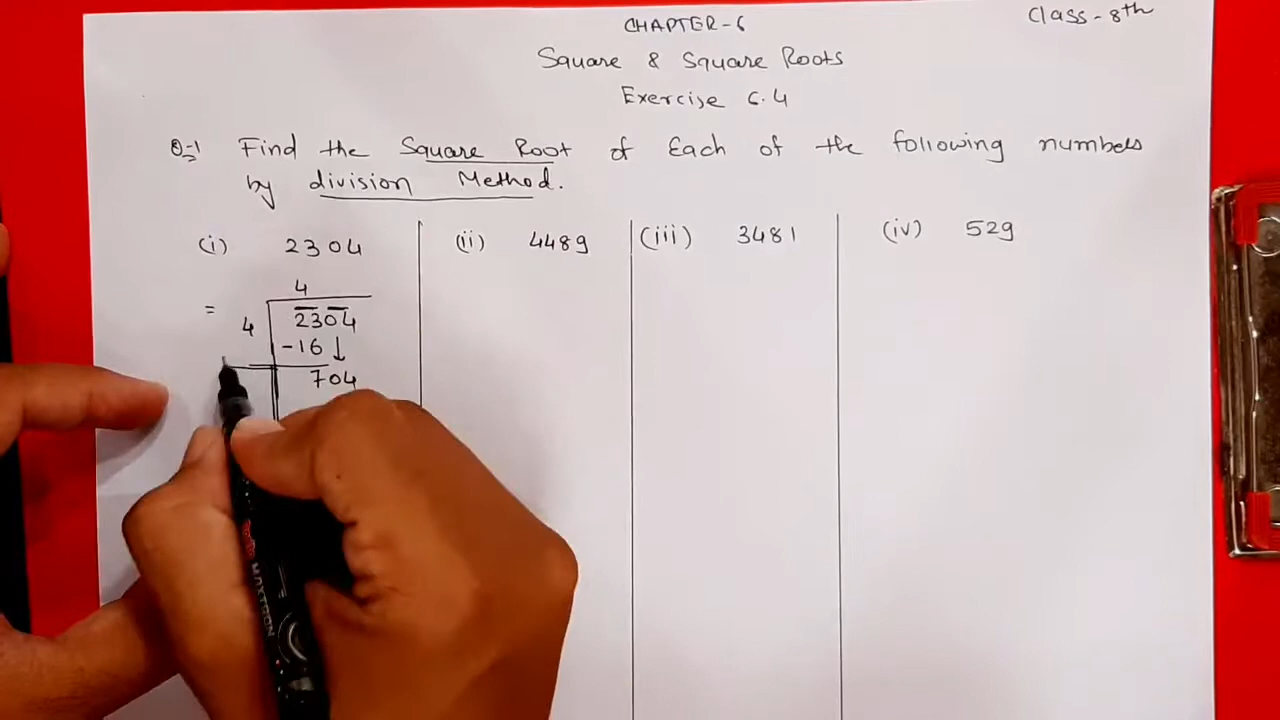 CHAPTER-6
Class-8th
Square & Square Roots
Exercise 6.4
Q-1 Find the Square Root of Each of the following numbers
by division Method.
(i) 2304
(ii) 4489
(iii) 3481
(iv) 529
4
= 4 2304
-16 ↓
704
MAXTRON